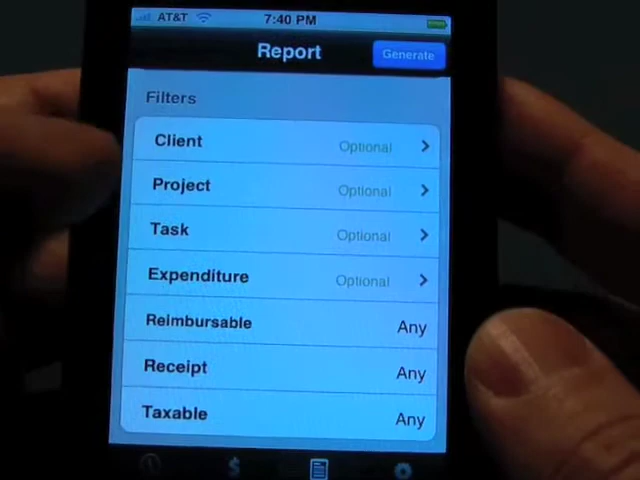 AT&T 7:40 PM
Report Generate
Filters
Client Optional
Project Optional
Task Optional
Expenditure Optional
Reimbursable Any
Receipt Any
Taxable Any
$